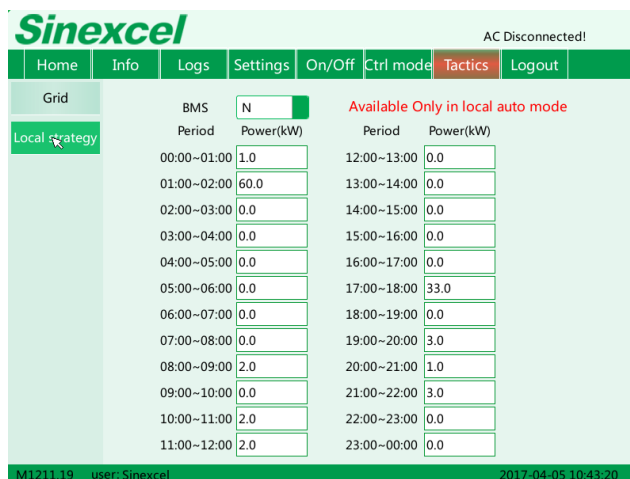 Sinexcel
AC Disconnected!
Home Info Logs Settings On/Off Ctrl mode Tactics Logout
Grid
Local strategy
BMS N Available Only in local auto mode
Period Power(kW) Period Power(kW)
00:00~01:00 1.0 12:00~13:00 0.0
01:00~02:00 60.0 13:00~14:00 0.0
02:00~03:00 0.0 14:00~15:00 0.0
03:00~04:00 0.0 15:00~16:00 0.0
04:00~05:00 0.0 16:00~17:00 0.0
05:00~06:00 0.0 17:00~18:00 33.0
06:00~07:00 0.0 18:00~19:00 0.0
07:00~08:00 0.0 19:00~20:00 3.0
08:00~09:00 2.0 20:00~21:00 1.0
09:00~10:00 0.0 21:00~22:00 3.0
10:00~11:00 2.0 22:00~23:00 0.0
11:00~12:00 2.0 23:00~00:00 0.0
M1211.19 user: Sinexcel 2017-04-05 10:43:20